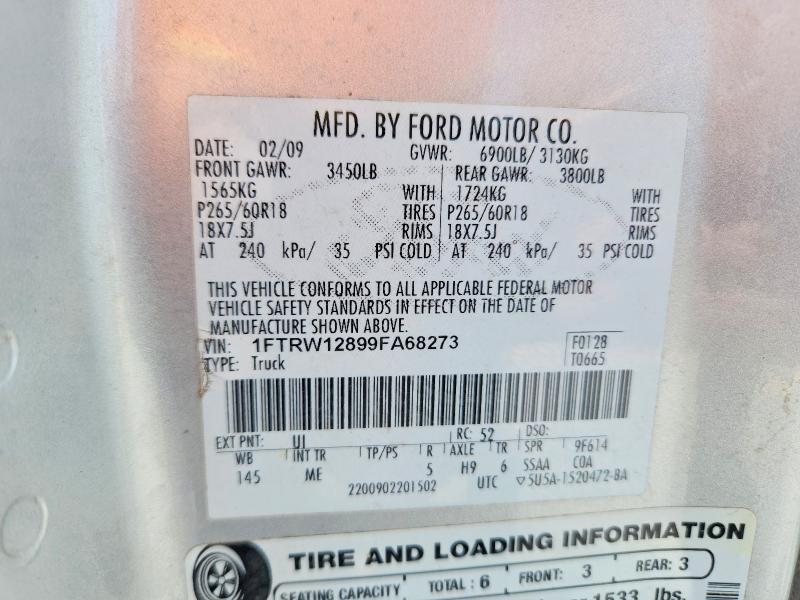 MFD. BY FORD MOTOR CO.
DATE: 02/09 GVWR: 6900LB/ 3130KG
FRONT GAWR: 3450LB REAR GAWR: 3800LB
1565KG WITH 1724KG WITH
P265/60R18 TIRES P265/60R18 TIRES
18X7.5J RIMS 18X7.5J RIMS
AT 240 kPa/ 35 PSI COLD AT 240 kPa/ 35 PSI COLD
THIS VEHICLE CONFORMS TO ALL APPLICABLE FEDERAL MOTOR
VEHICLE SAFETY STANDARDS IN EFFECT ON THE DATE OF
MANUFACTURE SHOWN ABOVE.
VIN: 1FTRW12899FA68273 F0128
TYPE: Truck T0665
EXT PNT: UI RC: 52 DSO:
WB INT TR TP/PS R AXLE TR SPR 9F614
145 ME 5 H9 6 SSAA COA
2200902201502 UTC ▽5U5A-1520472-BA
TIRE AND LOADING INFORMATION
SEATING CAPACITY TOTAL: 6 FRONT: 3 REAR: 3
1533 lbs.